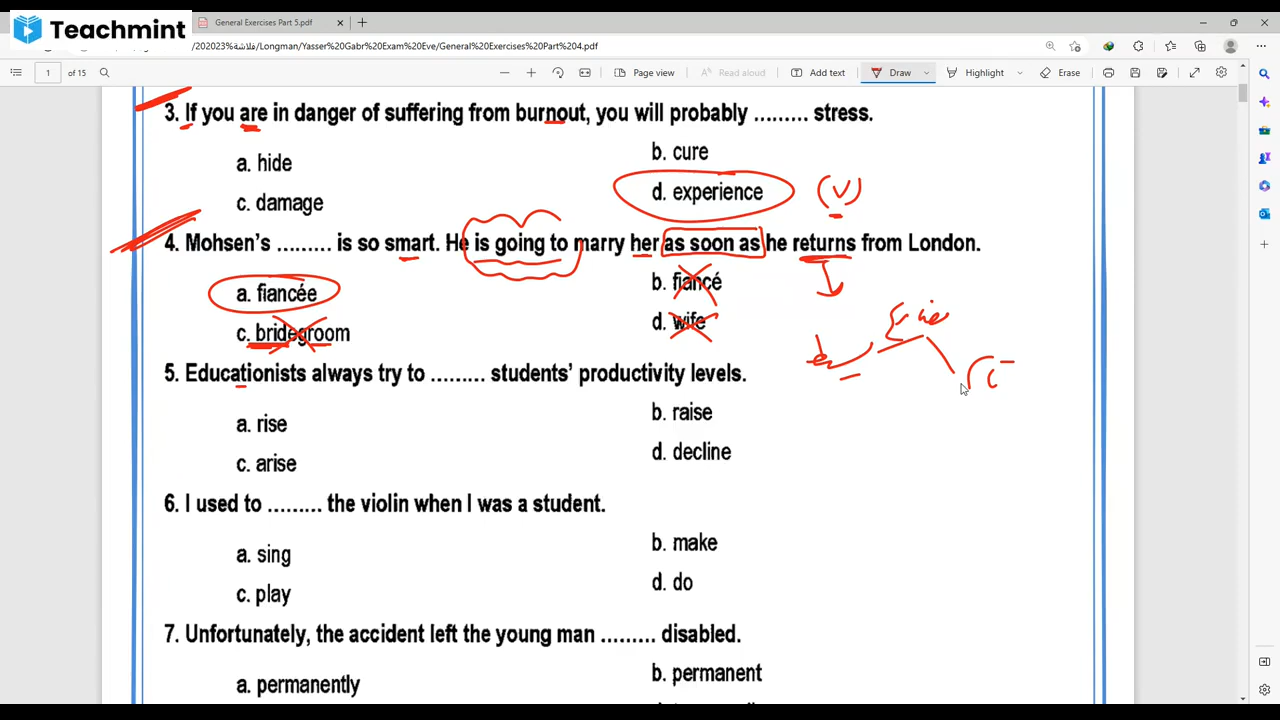 Teachmint
General Exercises Part 5.pdf
/202023%فلاشة/Longman/Yasser%20Gabr%20Exam%20Eve/General%20Exercises%20Part%204.pdf
1 of 15 Page view Read aloud Add text Draw Highlight Erase
3. If you are in danger of suffering from burnout, you will probably ......... stress.
a. hide
b. cure
c. damage
d. experience (v)
4. Mohsen's ......... is so smart. He is going to marry her as soon as he returns from London.
a. fiancée
b. fiancé
c. bridegroom
d. wife
5. Educationists always try to ......... students' productivity levels.
a. rise
b. raise
c. arise
d. decline
6. I used to ......... the violin when I was a student.
a. sing
b. make
c. play
d. do
7. Unfortunately, the accident left the young man ......... disabled.
a. permanently
b. permanent